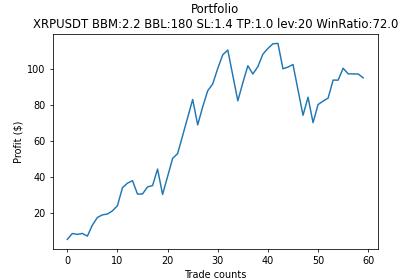 Portfolio
XRPUSDT BBM:2.2 BBL:180 SL:1.4 TP:1.0 lev:20 WinRatio:72.0
Profit ($)
100
80
60
40
20
0 10 20 30 40 50 60
Trade counts